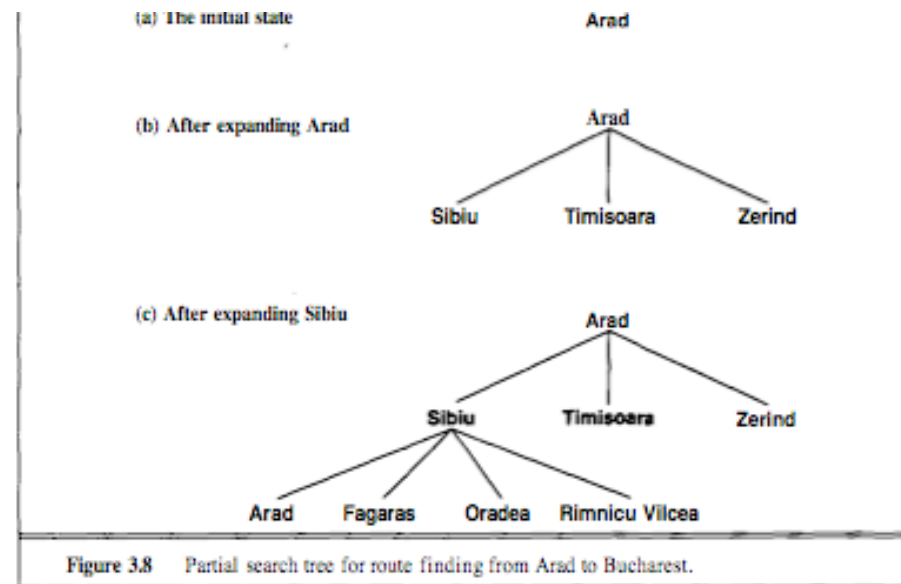 (a) The initial state Arad
(b) After expanding Arad Arad
Sibiu Timisoara Zerind
(c) After expanding Sibiu Arad
Sibiu Timisoara Zerind
Arad Fagaras Oradea Rimnicu Vilcea
Figure 3.8 Partial search tree for route finding from Arad to Bucharest.